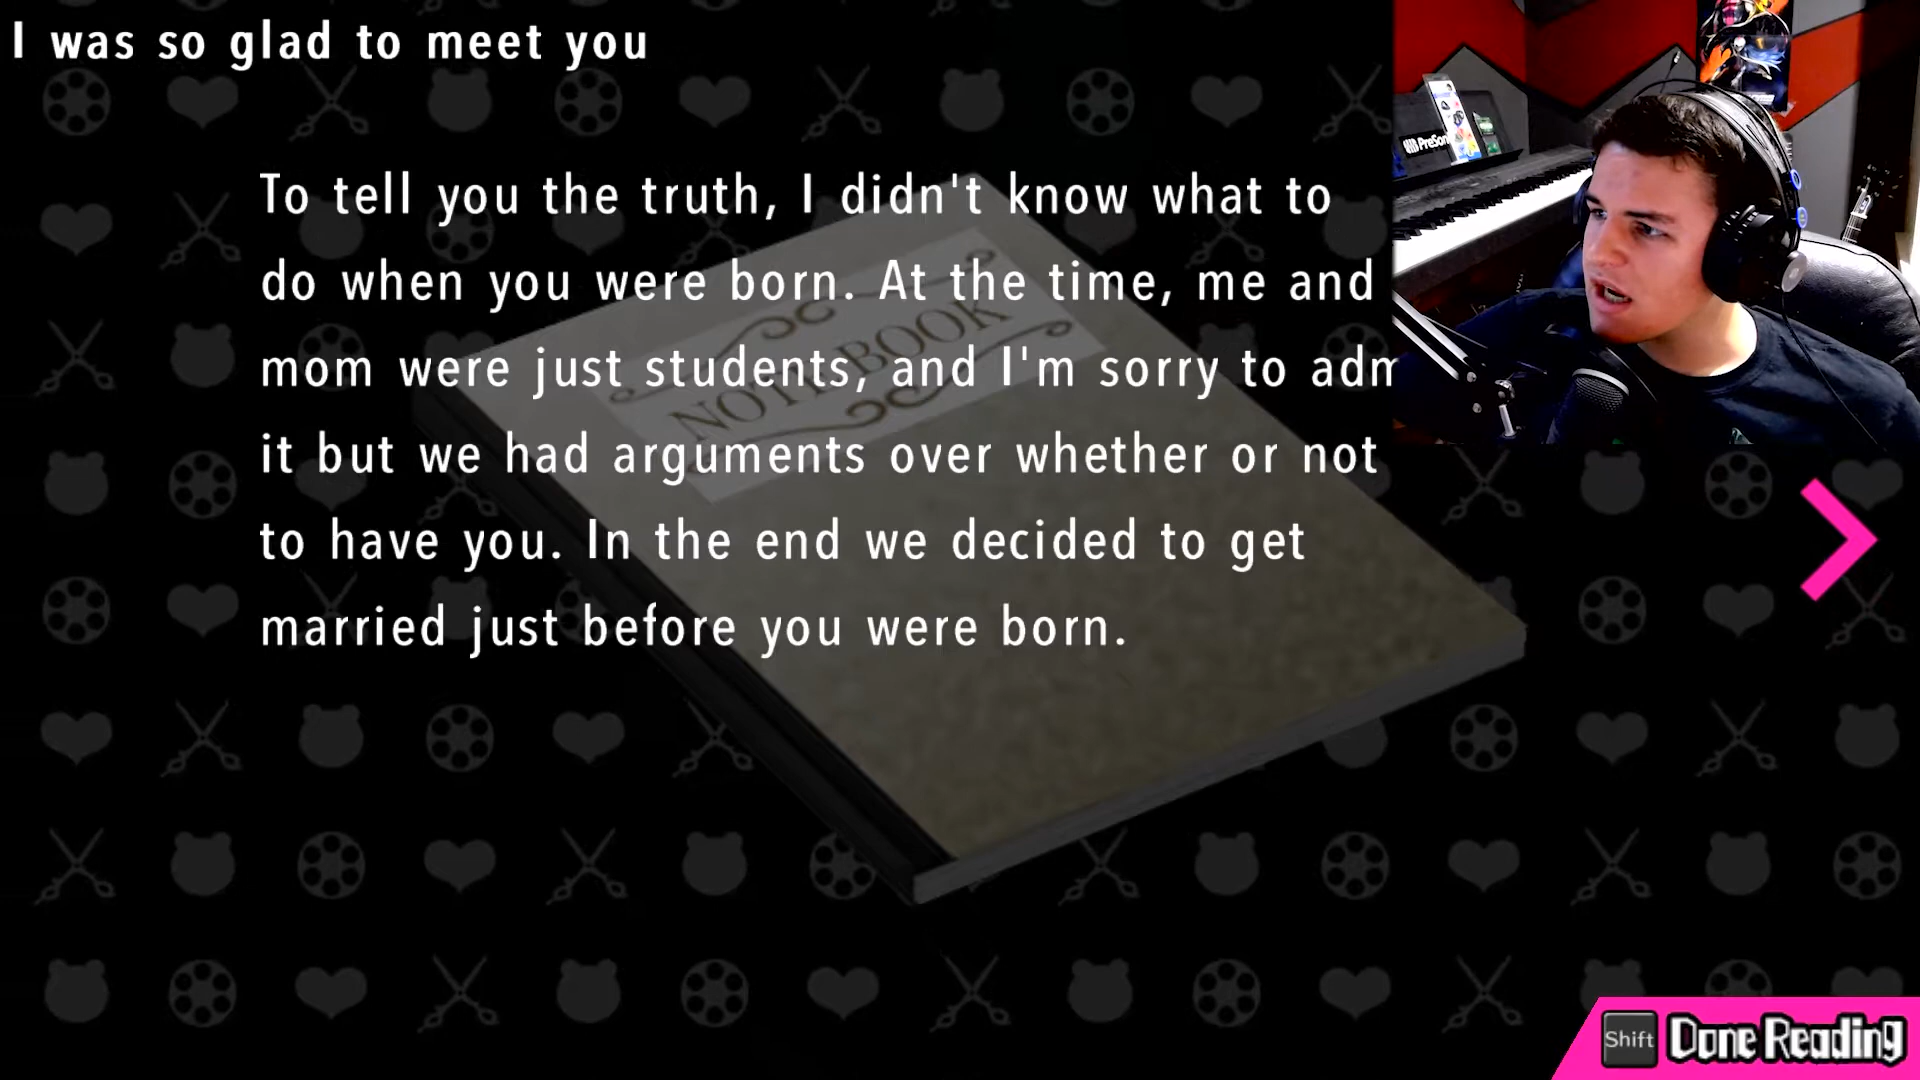 I was so glad to meet you
To tell you the truth, I didn't know what to
do when you were born. At the time, me and
mom were just students, and I'm sorry to
it but we had arguments over whether or not
to have you. In the end we decided to get
married just before you were born.
NOTEBOOK
Shift Done Reading